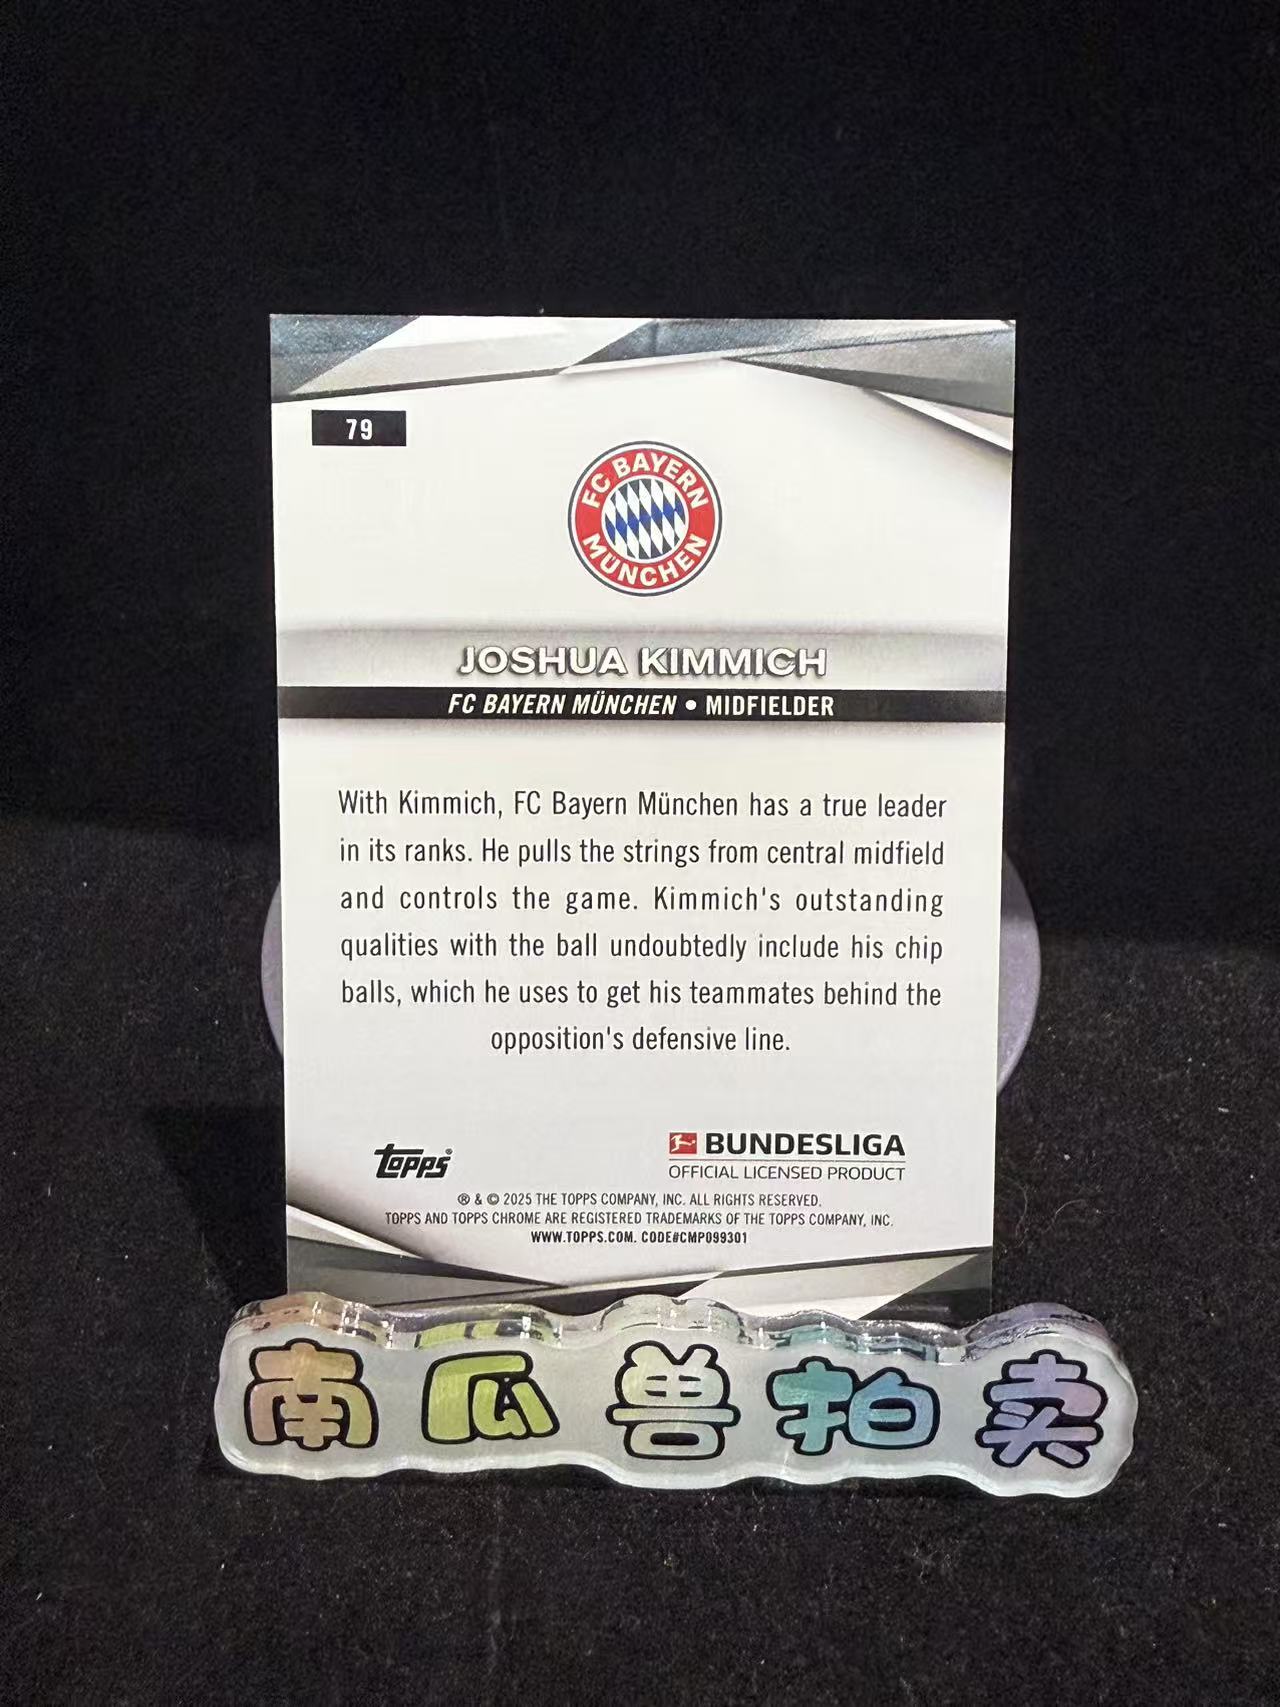 79
FC BAYERN
MÜNCHEN
JOSHUA KIMMICH
FC BAYERN MÜNCHEN • MIDFIELDER
With Kimmich, FC Bayern München has a true leader
in its ranks. He pulls the strings from central midfield
and controls the game. Kimmich's outstanding
qualities with the ball undoubtedly include his chip
balls, which he uses to get his teammates behind the
opposition's defensive line.
topps®
BUNDESLIGA
OFFICIAL LICENSED PRODUCT
® & © 2025 THE TOPPS COMPANY, INC. ALL RIGHTS RESERVED.
TOPPS AND TOPPS CHROME ARE REGISTERED TRADEMARKS OF THE TOPPS COMPANY, INC.
WWW.TOPPS.COM. CODE#CMP099301
南瓜兽拍卖